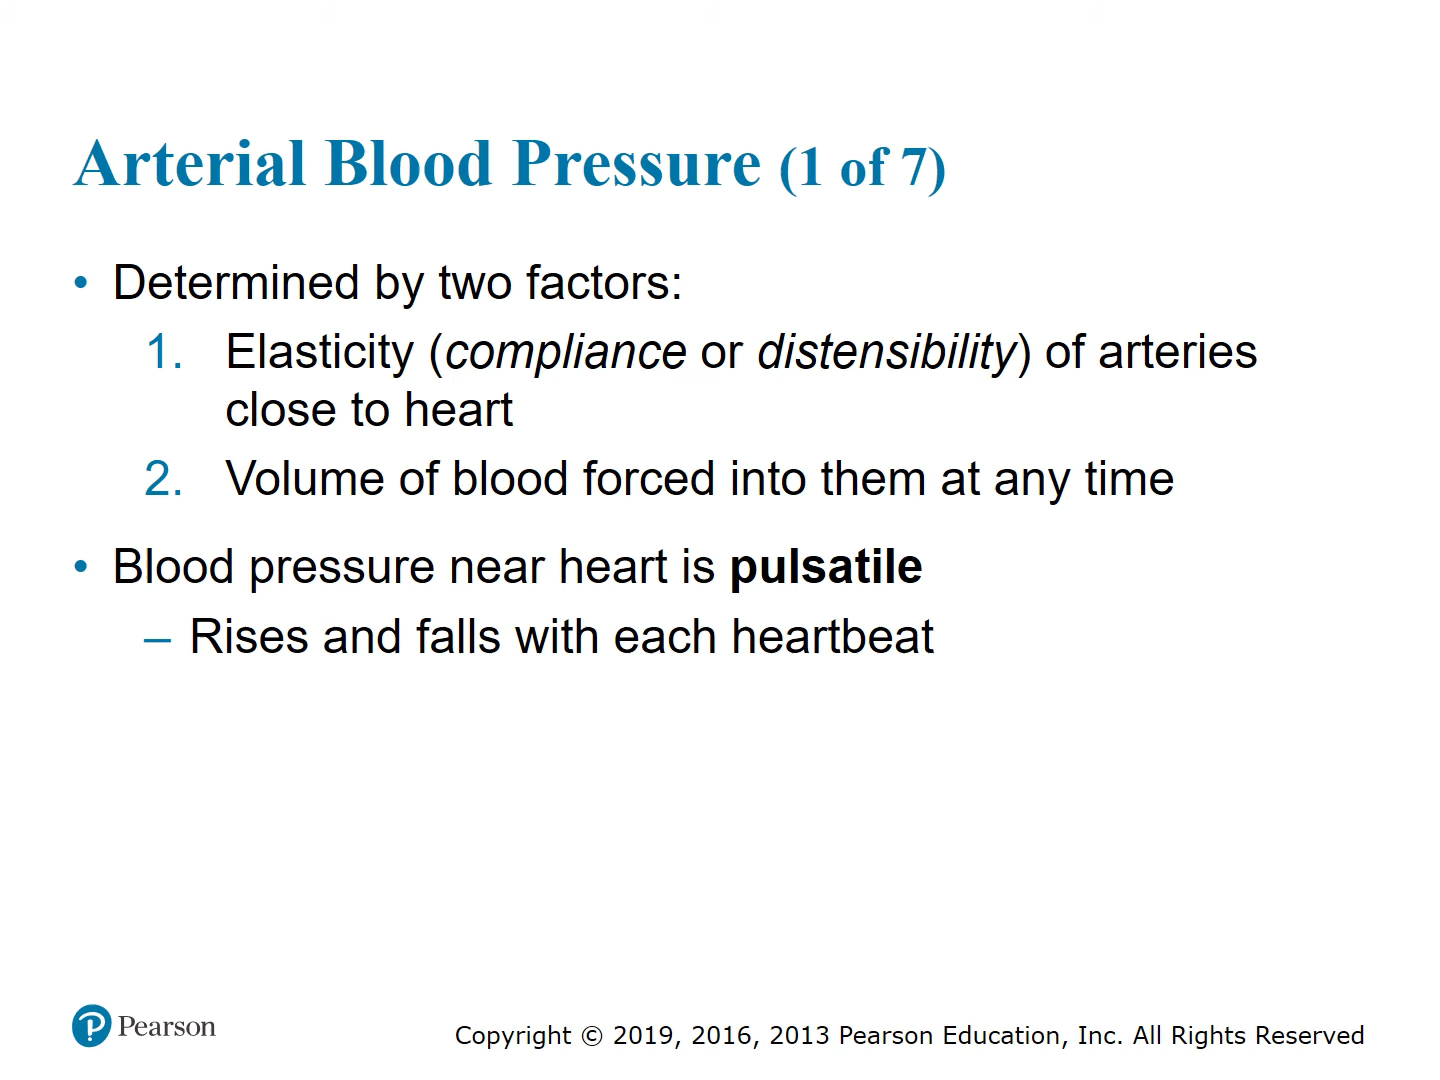 Arterial Blood Pressure (1 of 7)
• Determined by two factors:
1. Elasticity (compliance or distensibility) of arteries
close to heart
2. Volume of blood forced into them at any time
• Blood pressure near heart is pulsatile
– Rises and falls with each heartbeat
Pearson
Copyright © 2019, 2016, 2013 Pearson Education, Inc. All Rights Reserved